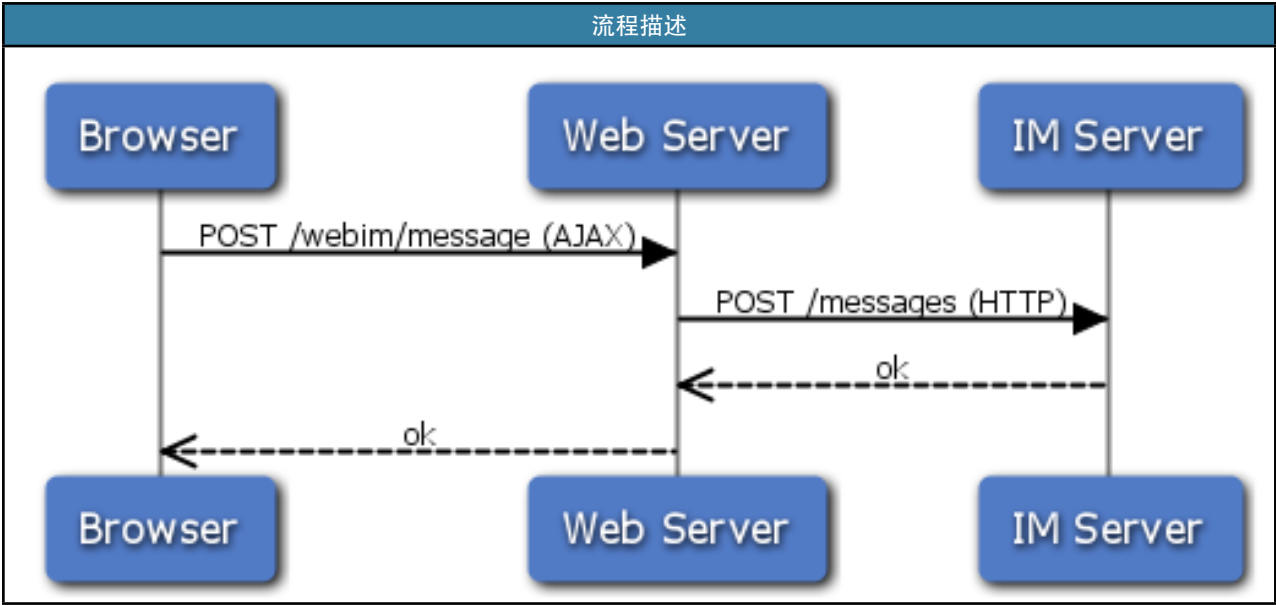 流程描述
Browser
Web Server
IM Server
POST /webim/message (AJAX)
POST /messages (HTTP)
ok
ok
Browser
Web Server
IM Server